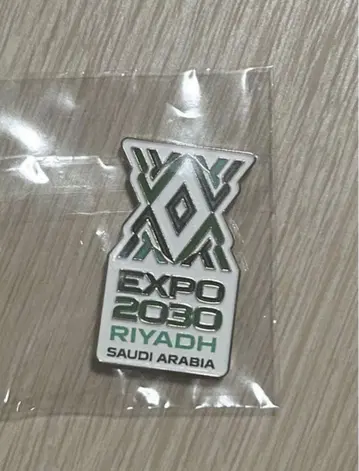 EXPO
2030
RIYADH
SAUDI ARABIA